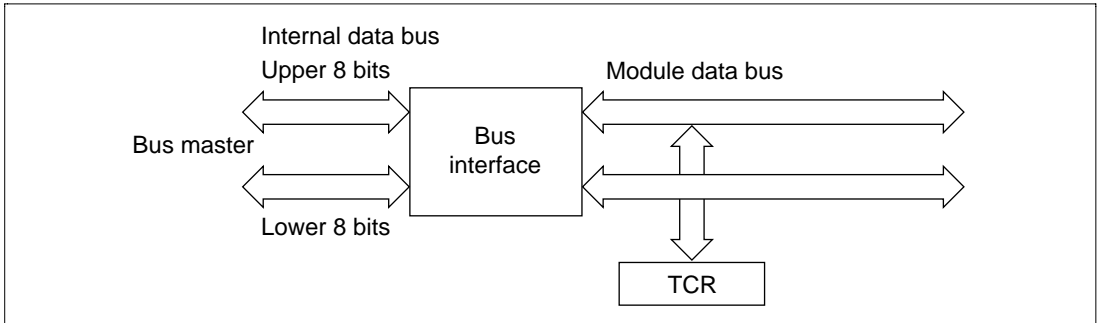 Internal data bus
Upper 8 bits
Module data bus
Bus master
Bus
interface
Lower 8 bits
TCR